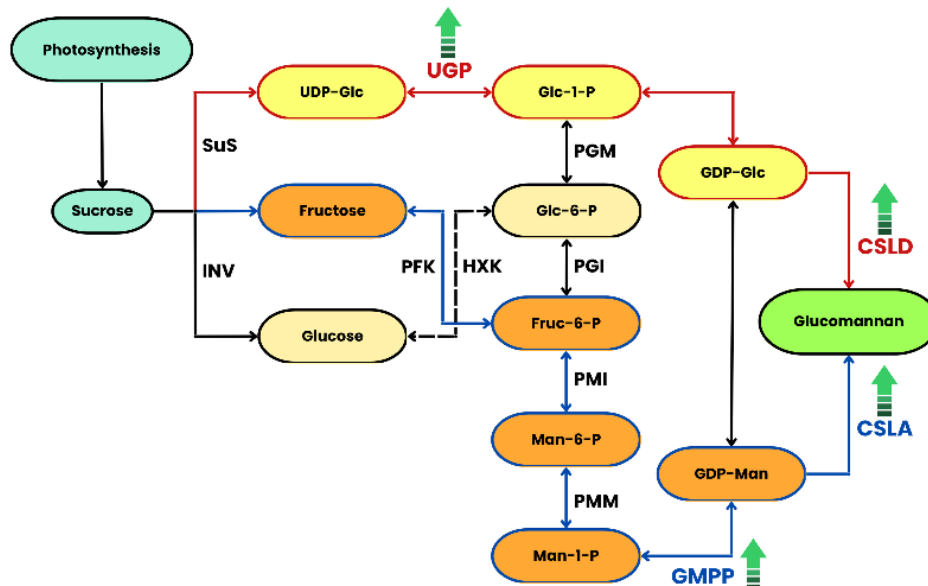 Photosynthesis
UGP
UDP-Glc
Glc-1-P
SuS
PGM
GDP-Glc
Sucrose
Fructose
Glc-6-P
CSLD
INV
PFK
HXK
PGI
Glucose
Fruc-6-P
Glucomannan
PMI
Man-6-P
CSLA
GDP-Man
PMM
Man-1-P
GMPP